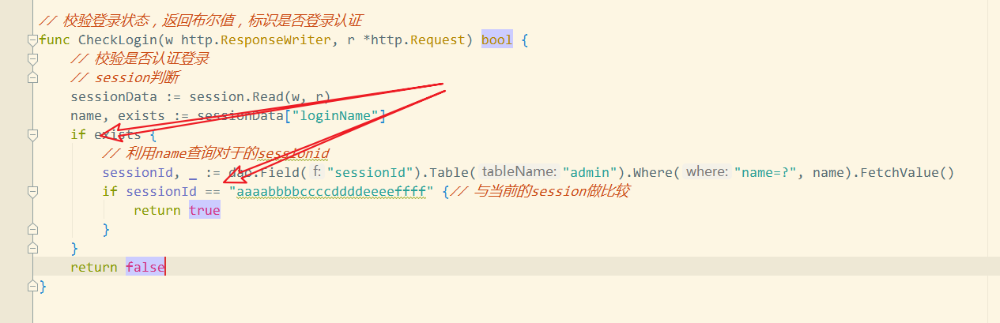 // 校验登录状态，返回布尔值，标识是否登录认证
func CheckLogin(w http.ResponseWriter, r *http.Request) bool {
// 校验是否认证登录
// session判断
sessionData := session.Read(w, r)
name, exists := sessionData["loginName"]
if exists {
// 利用name查询对于的sessionid
sessionId, _ := dao.Field( f: "sessionId").Table( tableName: "admin").Where( where: "name=?", name).FetchValue()
if sessionId == "aaaabbbbccccddddeeeeffff" {// 与当前的session做比较
return true
}
}
return false
}